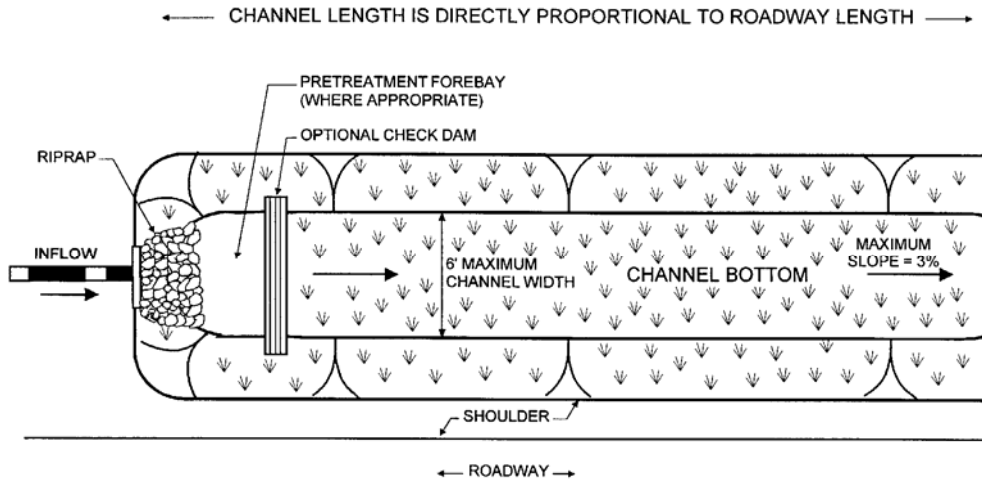 CHANNEL LENGTH IS DIRECTLY PROPORTIONAL TO ROADWAY LENGTH
PRETREATMENT FOREBAY
(WHERE APPROPRIATE)
OPTIONAL CHECK DAM
RIPRAP
INFLOW
6' MAXIMUM
CHANNEL WIDTH
CHANNEL BOTTOM
MAXIMUM
SLOPE = 3%
SHOULDER
ROADWAY